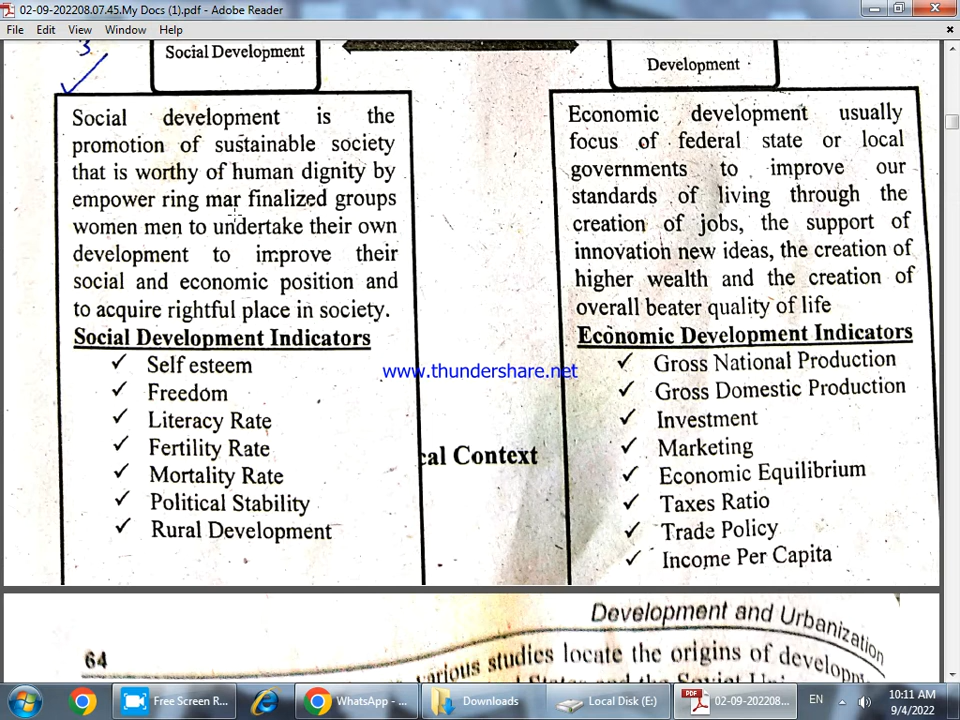 02-09-202208.07.45.My Docs (1).pdf - Adobe Reader
File Edit View Window Help
3
Social Development
Development
Social development is the
promotion of sustainable society
that is worthy of human dignity by
empower ring mar finalized groups
women men to undertake their own
development to improve their
social and economic position and
to acquire rightful place in society.
Social Development Indicators
✓ Self esteem
✓ Freedom
✓ Literacy Rate
✓ Fertility Rate
✓ Mortality Rate
✓ Political Stability
✓ Rural Development
Economic development usually
focus of federal state or local
governments to improve our
standards of living through the
creation of jobs, the support of
innovation new ideas, the creation of
higher wealth and the creation of
overall beater quality of life
Economic Development Indicators
✓ Gross National Production
✓ Gross Domestic Production
✓ Investment
✓ Marketing
✓ Economic Equilibrium
✓ Taxes Ratio
✓ Trade Policy
✓ Income Per Capita
www.thundershare.net
cal Context
Development and Urbanization
64
various studies locate the origins of
Free Screen R...
WhatsApp - ...
Downloads
Local Disk (E:)
02-09-202208...
EN
10:11 AM
9/4/2022